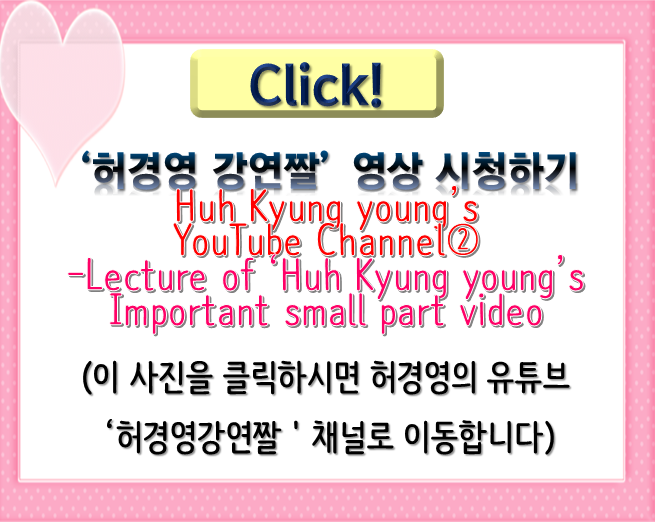 Click!
‘허경영 강연짤’ 영상 시청하기
Huh Kyung young's
YouTube Channel②
-Lecture of ‘Huh Kyung young's
Important small part video
(이 사진을 클릭하시면 허경영의 유튜브
‘허경영강연짤 ' 채널로 이동합니다)